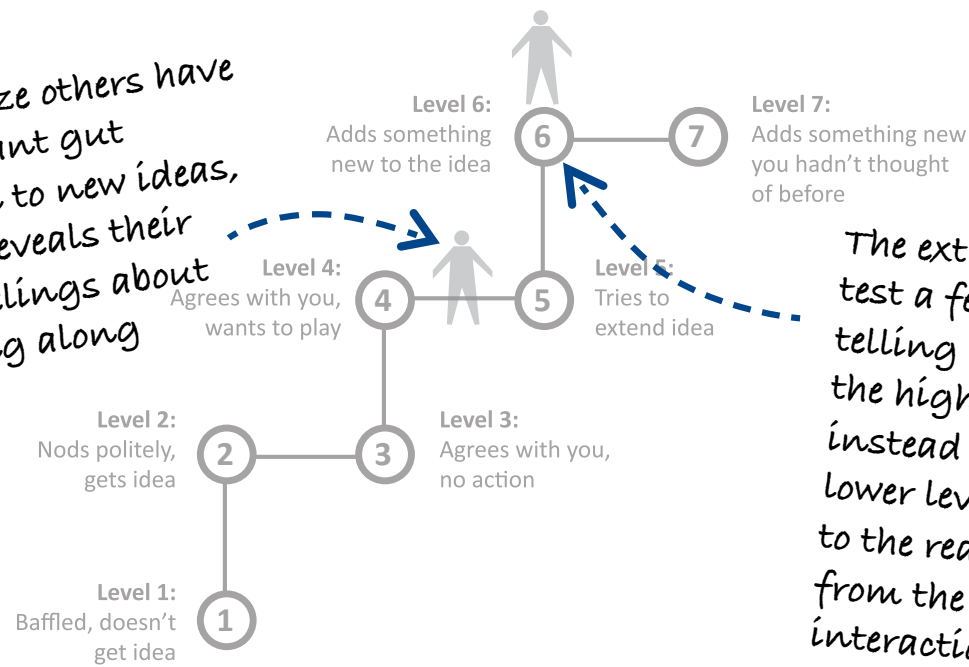 ze others have
gut
to new ideas,
eveals their
lings about
g along
Level 6:
Adds something
new to the idea
6
7
Level 7:
Adds something new
you hadn't thought
of before
Level 4:
Agrees with you,
wants to play
4
5
Level 5:
Tries to
extend idea
The ext
test a fe
telling
the high
instead
lower lev
to the rea
from the
interacti
Level 2:
Nods politely,
gets idea
2
3
Level 3:
Agrees with you,
no action
Level 1:
Baffled, doesn't
get idea
1